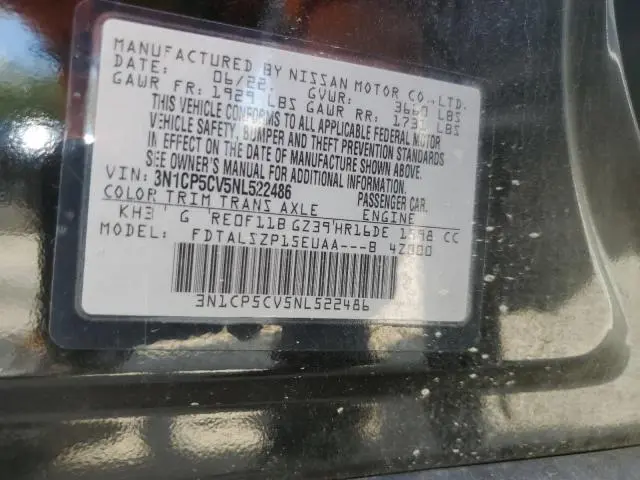 MANUFACTURED BY NISSAN MOTOR CO.,LTD.
DATE: 06/22 GVWR: 3660 LBS
GAWR FR: 1929 LBS GAWR RR: 1731 LBS
THIS VEHICLE CONFORMS TO ALL APPLICABLE FEDERAL MOTOR
VEHICLE SAFETY, BUMPER AND THEFT PREVENTION STANDARDS
IN EFFECT ON THE DATE OF MANUFACTURE SHOWN ABOVE.
SEE OWNER'S MANUAL FOR ADDITIONAL INFORMATION.
VIN: 3N1CP5CV5NL522486 PASSENGER CAR.
COLOR TRIM TRANS AXLE ENGINE
KH3 G RE0F11B GZ39 HR16DE 1598 CC
MODEL: FDTALSZP15EUAA---B 4Z000
3N1CP5CV5NL522486